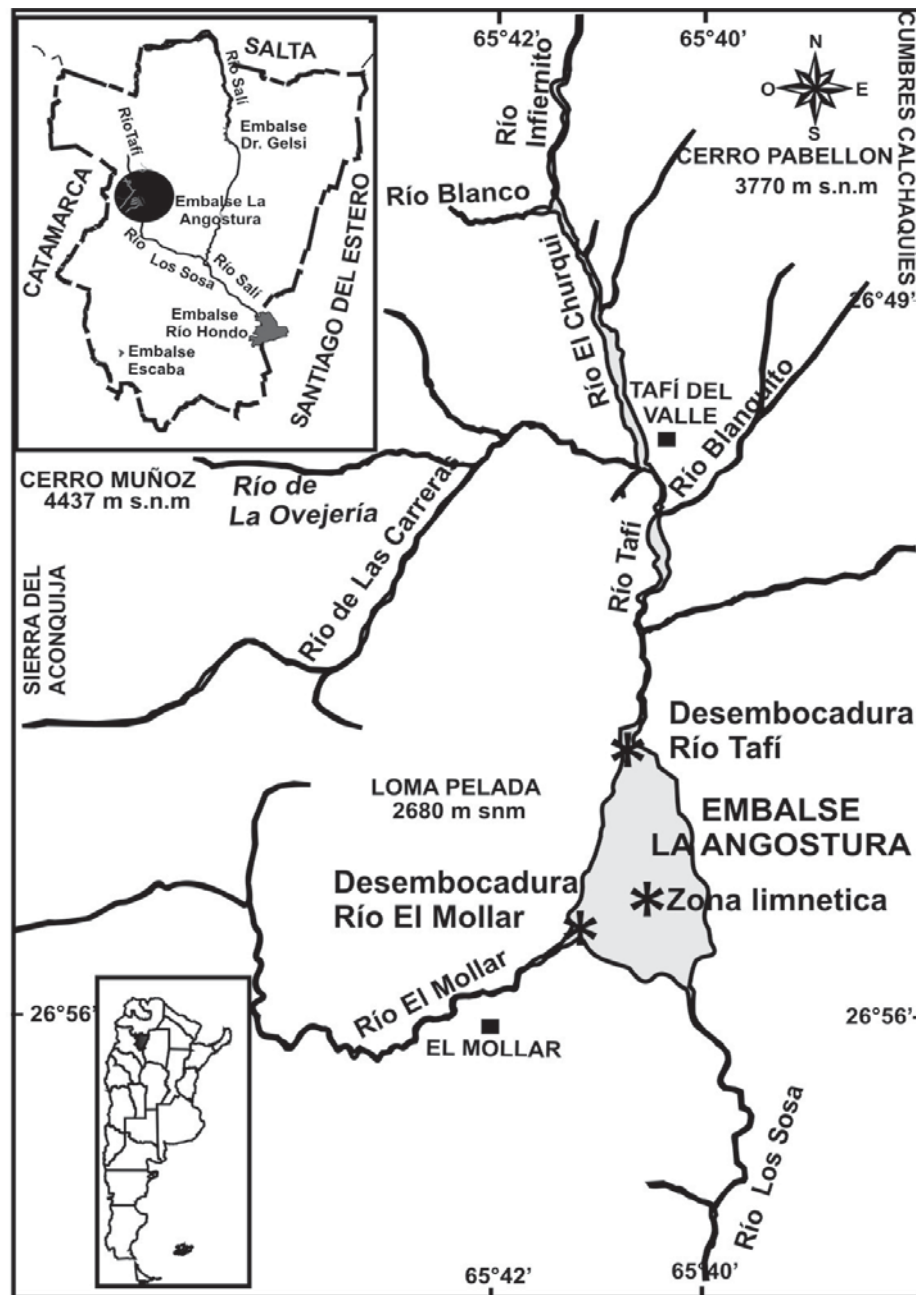 SALTA
Río Salí
RíoTafí
Embalse
Dr. Gelsi
CATAMARCA
Embalse La
Angostura
Río
Los Sosa
Río Salí
Embalse
Río Hondo
Embalse
Escaba
SANTIAGO DEL ESTERO
65°42'
65°40'
N
O
E
S
CUMBRES CALCHAQUIES
Río
Infiernito
CERRO PABELLON
3770 m s.n.m
Río Blanco
26°49'
Río El Churqui
TAFÍ DEL
VALLE
Río Blanquito
CERRO MUÑOZ
4437 m s.n.m
Río de
La Ovejería
Río de Las Carreras
Río Tafí
SIERRA DEL
ACONQUIJA
Desembocadura
Río Tafí
LOMA PELADA
2680 m snm
EMBALSE
LA ANGOSTURA
Desembocadura
Río El Mollar
Zona limnetica
Río El Mollar
26°56'
26°56'
EL MOLLAR
Río Los Sosa
65°42'
65°40'